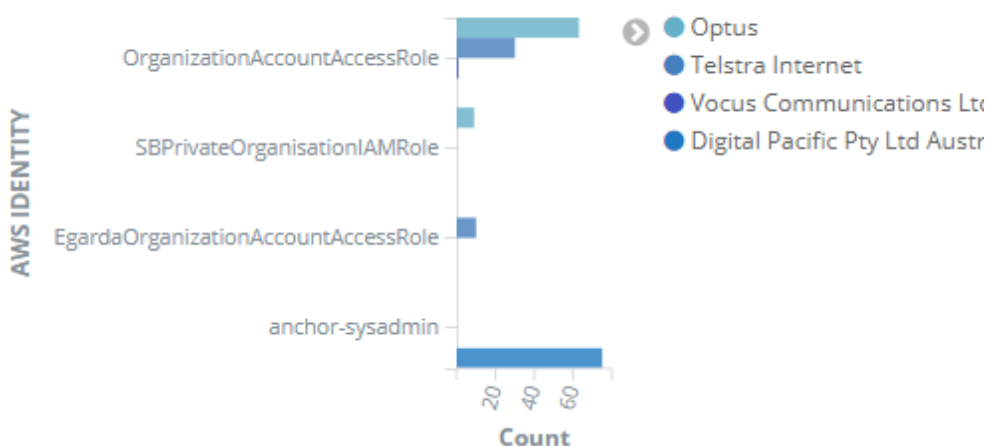 AWS IDENTITY
OrganizationAccountAccessRole
SBPrivateOrganisationIAMRole
EgardaOrganizationAccountAccessRole
anchor-sysadmin
20
40
60
Count
Optus
Telstra Internet
Vocus Communications Ltd
Digital Pacific Pty Ltd Austr